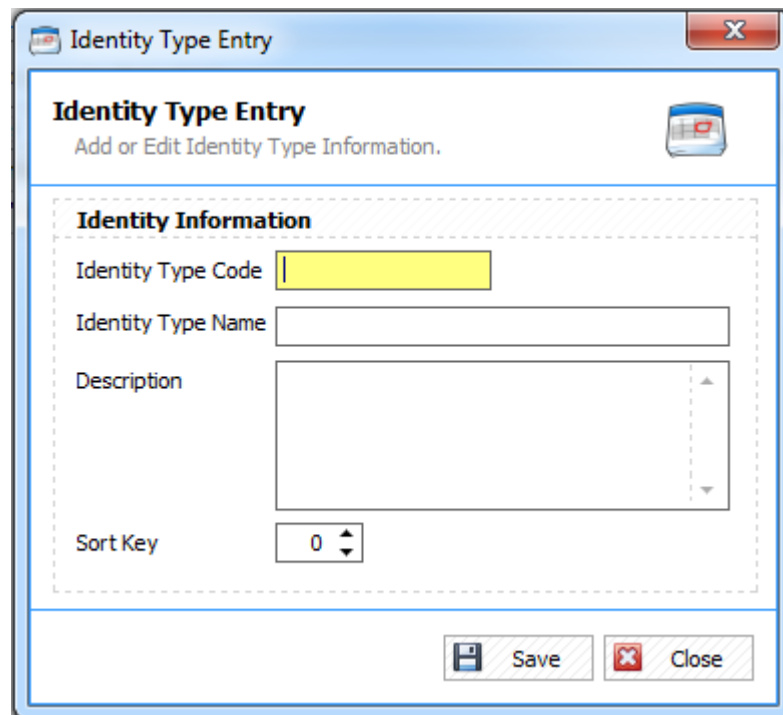 Identity Type Entry
Identity Type Entry
Add or Edit Identity Type Information.
Identity Information
Identity Type Code
Identity Type Name
Description
Sort Key 0
Save Close